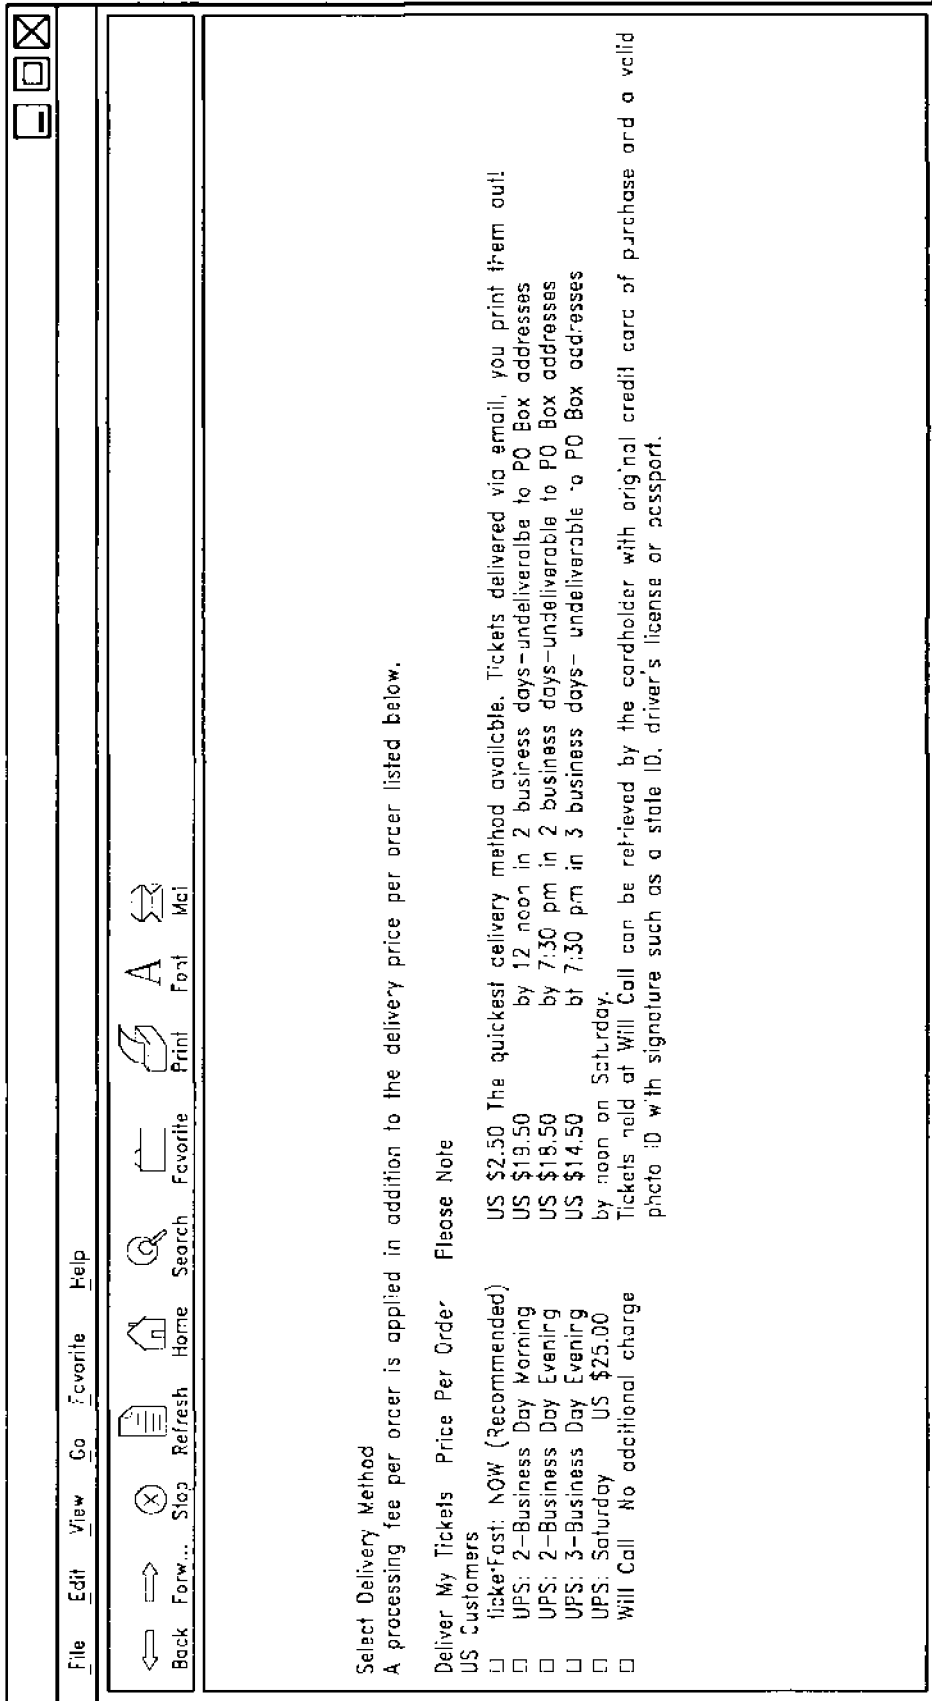 File Edit View Go Favorite Help
Back Forw... Stop Refresh Home Search Favorite Print Font Mail
Select Delivery Method
A processing fee per order is applied in addition to the delivery price per order listed below.
Deliver My Tickets Price Per Order Please Note
US Customers
ticketFast: NOW (Recommended) US $2.50 The quickest delivery method available. Tickets delivered via email, you print them out!
UPS: 2-Business Day Morning US $19.50 by 12 noon in 2 business days-undeliveralbe to PO Box addresses
UPS: 2-Business Day Evening US $18.50 by 7:30 pm in 2 business days-undeliverable to PO Box addresses
UPS: 3-Business Day Evening US $14.50 bt 7:30 pm in 3 business days- undeliverable to PO Box addresses
UPS: Saturday US $25.00 by noon on Saturday.
Will Call No additional charge Tickets held at Will Call can be retrieved by the cardholder with original credit card of purchase and a valid
photo ID with signature such as a state ID, driver's license or passport.